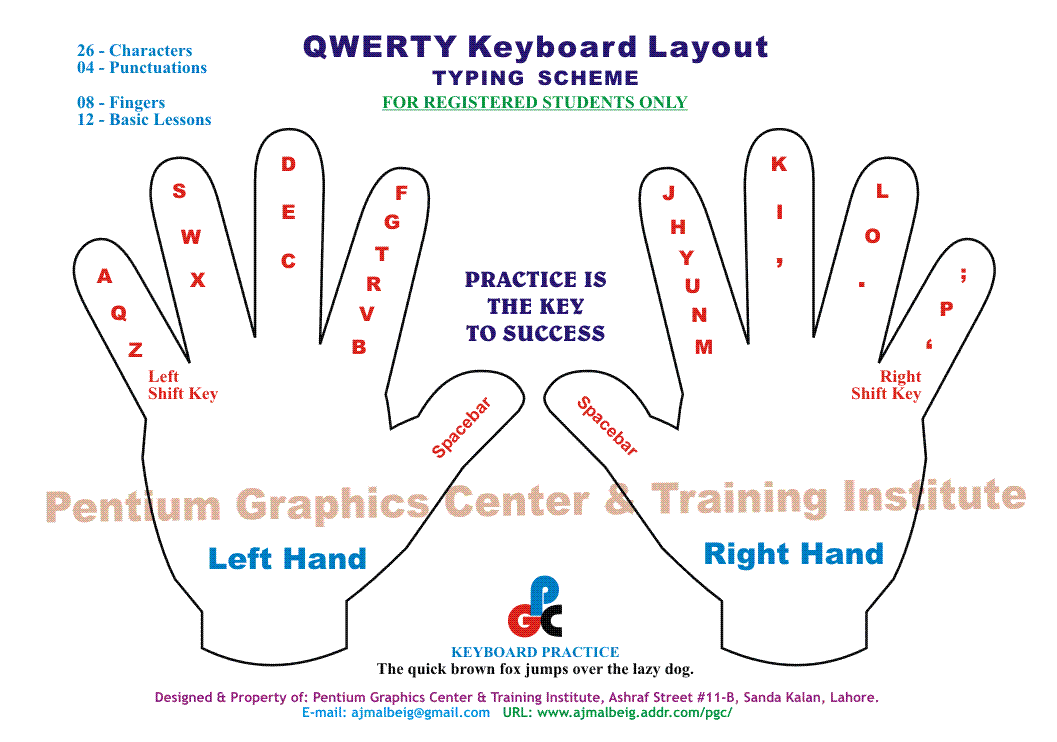 26 - Characters
04 - Punctuations
08 - Fingers
12 - Basic Lessons
QWERTY Keyboard Layout
TYPING SCHEME
FOR REGISTERED STUDENTS ONLY
A
Q
Z
S
W
X
D
E
C
F
G
T
R
V
B
Left
Shift Key
Spacebar
PRACTICE IS
THE KEY
TO SUCCESS
J
H
Y
U
N
M
K
I
,
L
O
.
;
P
‘
Right
Shift Key
Spacebar
Pentium Graphics Center & Training Institute
Left Hand
Right Hand
PGC
KEYBOARD PRACTICE
The quick brown fox jumps over the lazy dog.
Designed & Property of: Pentium Graphics Center & Training Institute, Ashraf Street #11-B, Sanda Kalan, Lahore.
E-mail: ajmalbeig@gmail.com URL: www.ajmalbeig.addr.com/pgc/